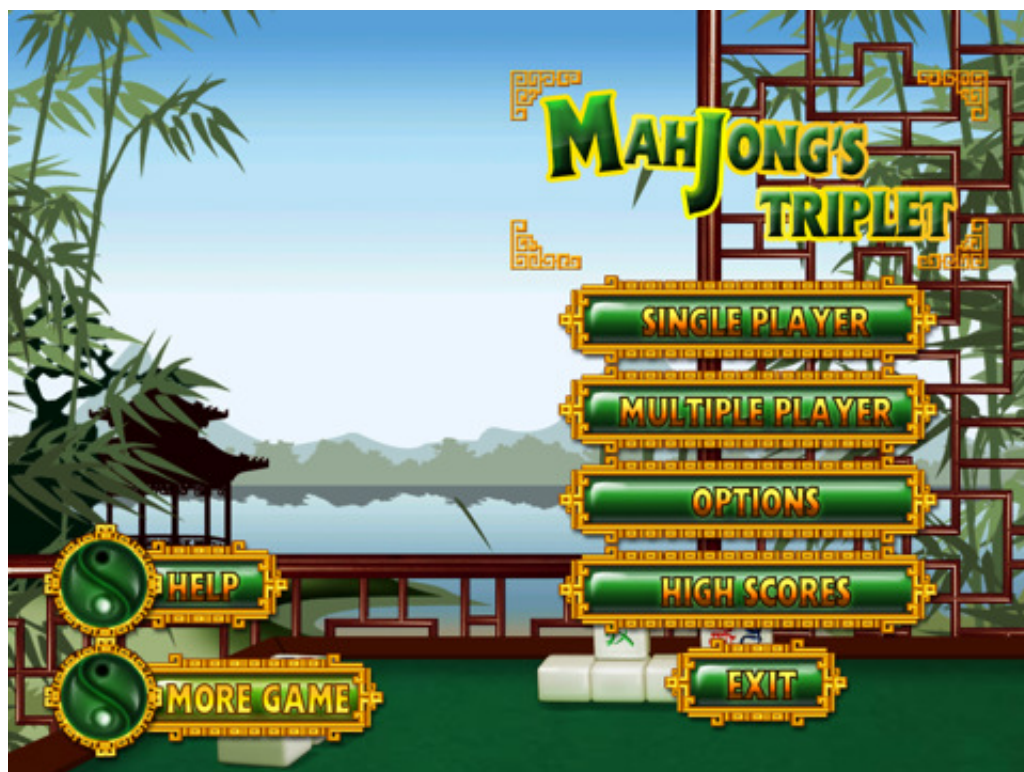 MAHJONG'S
TRIPLET
SINGLE PLAYER
MULTIPLE PLAYER
OPTIONS
HIGH SCORES
EXIT
HELP
MORE GAME